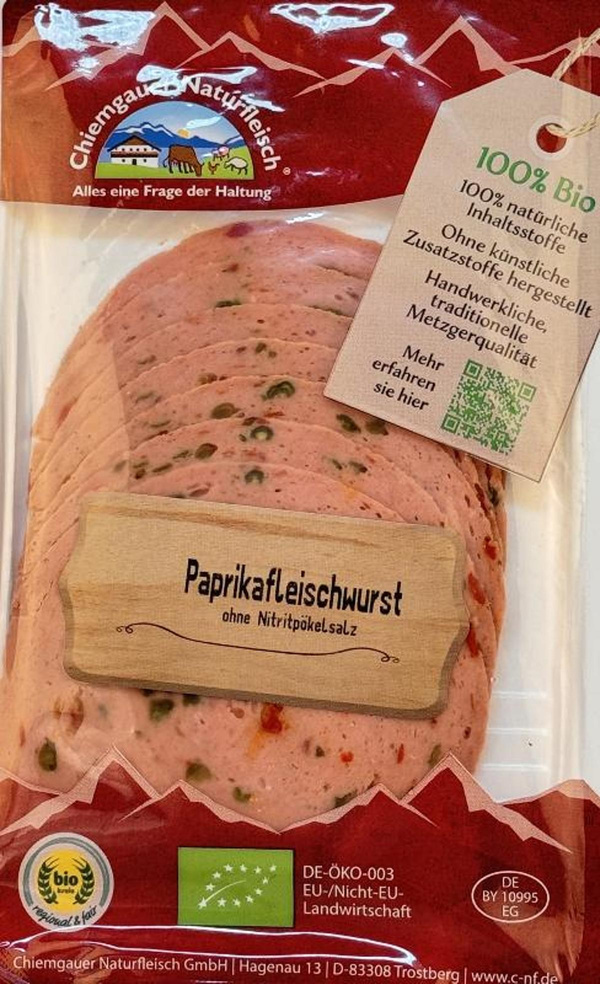 Chiemgauer Naturfleisch ®
Alles eine Frage der Haltung
100% Bio
100% natürliche
Inhaltsstoffe
Ohne künstliche
Zusatzstoffe hergestellt
Handwerkliche,
traditionelle
Metzgerqualität
Mehr
erfahren
sie hier
Paprikafleischwurst
ohne Nitritpökelsalz
bio
kreis
regional & fair
DE-ÖKO-003
EU-/Nicht-EU-
Landwirtschaft
DE
BY 10995
EG
Chiemgauer Naturfleisch GmbH | Hagenau 13 | D-83308 Trostberg | www.c-nf.de